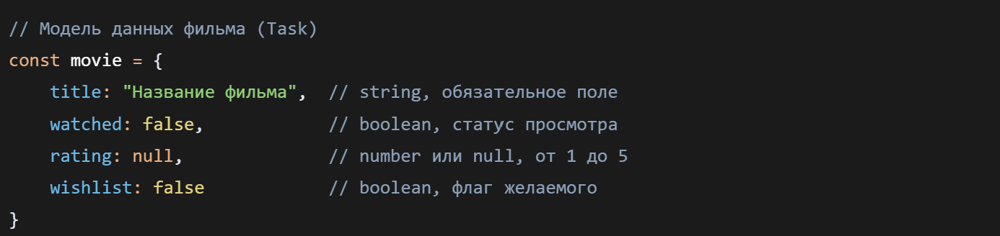 // Модель данных фильма (Task)
const movie = {
    title: "Название фильма",  // string, обязательное поле
    watched: false,            // boolean, статус просмотра
    rating: null,              // number или null, от 1 до 5
    wishlist: false            // boolean, флаг желаемого
}